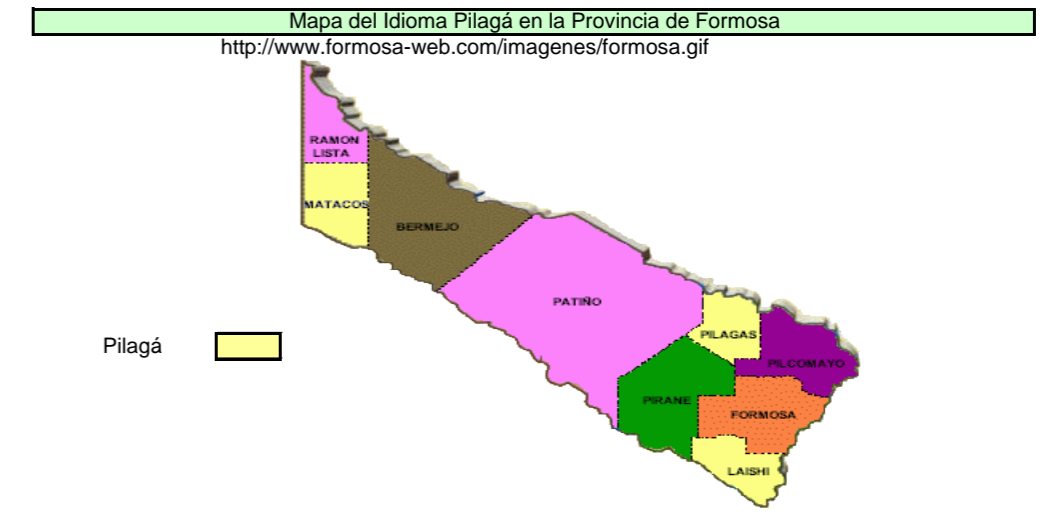 Mapa del Idioma Pilagá en la Provincia de Formosa
http://www.formosa-web.com/imagenes/formosa.gif
RAMON
LISTA
MATACOS
BERMEJO
PATIÑO
PILAGAS
Pilagá
PILCOMAYO
PIRANE
FORMOSA
LAISHI